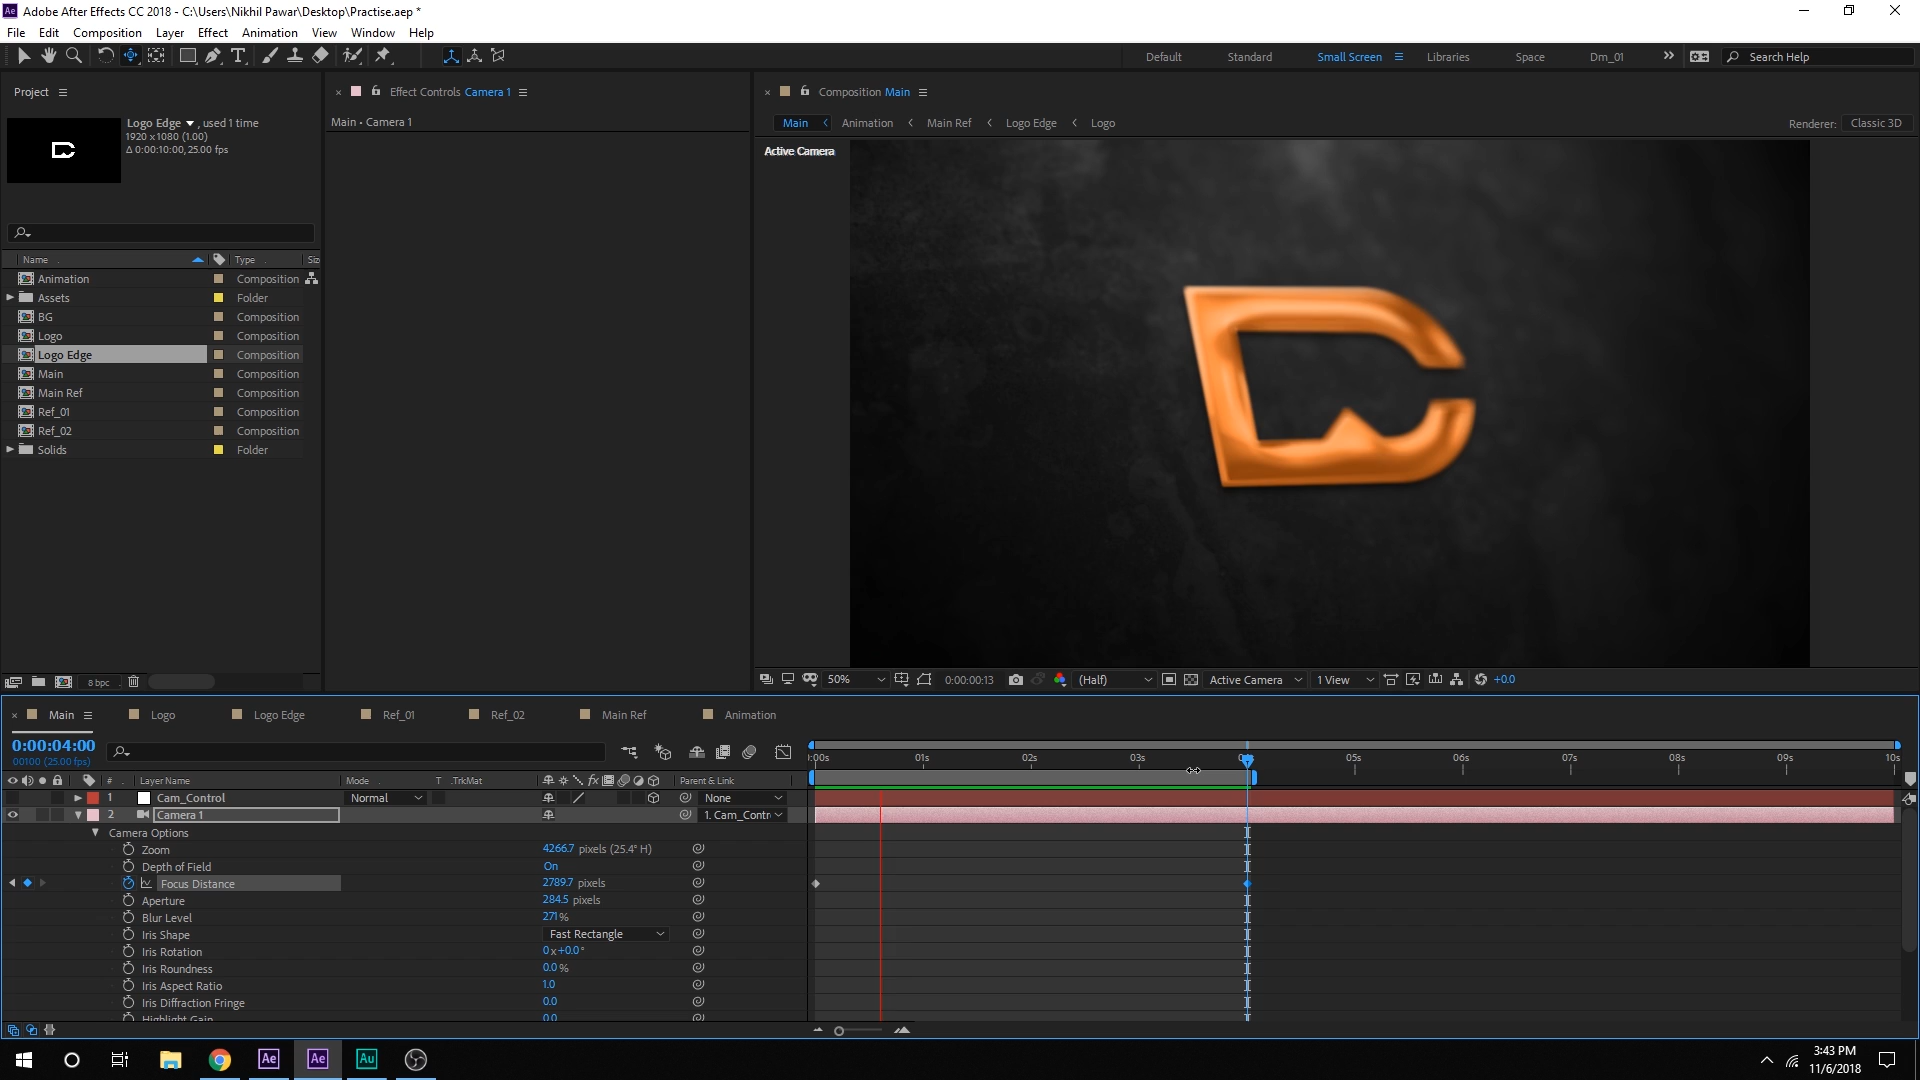 Adobe After Effects CC 2018 - C:\Users\Nikhil Pawar\Desktop\Practise.aep *
File Edit Composition Layer Effect Animation View Window Help
Default Standard Small Screen Libraries Space Dm_01 Search Help
Project
Effect Controls Camera 1
Composition Main
Logo Edge , used 1 time
1920 x 1080 (1.00)
Δ 0:00:10:00, 25.00 fps
Main • Camera 1
Main Animation Main Ref Logo Edge Logo
Renderer: Classic 3D
Active Camera
Name Type Siz
Animation Composition
Assets Folder
BG Composition
Logo Composition
Logo Edge Composition
Main Composition
Main Ref Composition
Ref_01 Composition
Ref_02 Composition
Solids Folder
8 bpc
50% 0:00:00:13 (Half) Active Camera 1 View +0.0
Main Logo Logo Edge Ref_01 Ref_02 Main Ref Animation
0:00:04:00
00100 (25.00 fps)
:00s 01s 02s 03s 05s 06s 07s 08s 09s 10s
# Layer Name Mode T .TrkMat Parent & Link
1 Cam_Control Normal None
2 Camera 1 1. Cam_Contr
Camera Options
Zoom 4266.7 pixels (25.4° H)
Depth of Field On
Focus Distance 2789.7 pixels
Aperture 284.5 pixels
Blur Level 271%
Iris Shape Fast Rectangle
Iris Rotation 0x+0.0°
Iris Roundness 0.0%
Iris Aspect Ratio 1.0
Iris Diffraction Fringe 0.0
Highlight Gain 0.0
Ae Ae Au
3:43 PM
11/6/2018